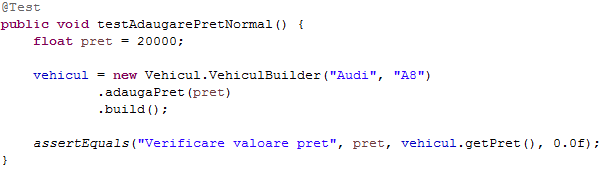 @Test
public void testAdaugarePretNormal() {
float pret = 20000;
vehicul = new Vehicul.VehiculBuilder("Audi", "A8")
.adaugaPret(pret)
.build();
assertEquals("Verificare valoare pret", pret, vehicul.getPret(), 0.0f);
}